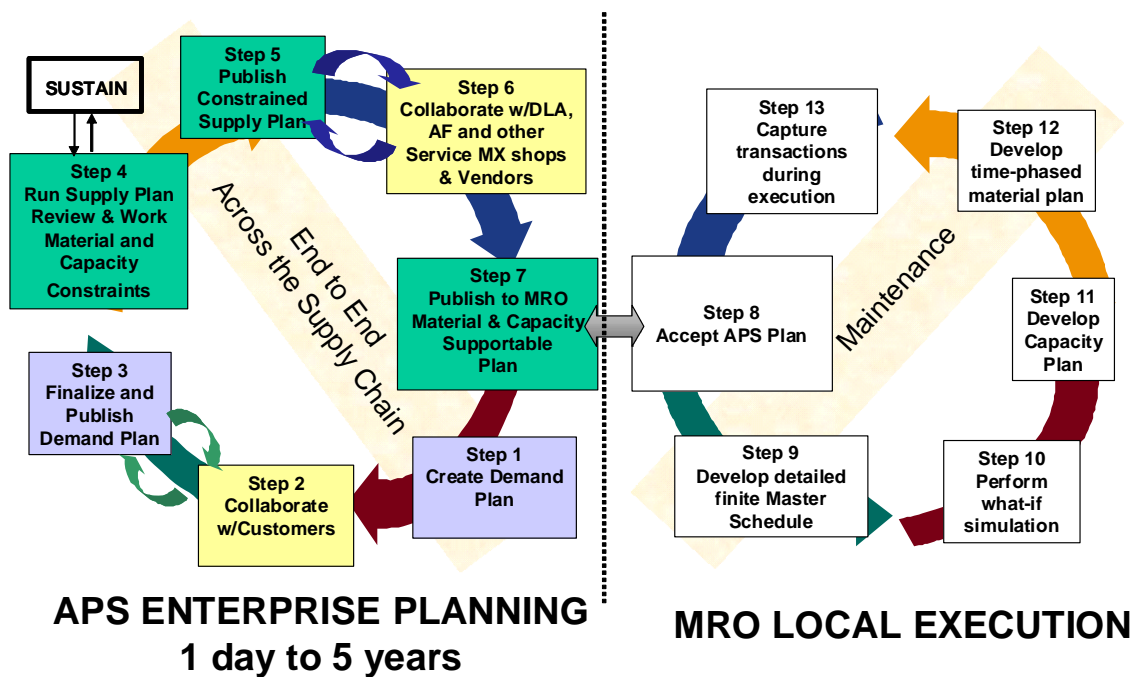 SUSTAIN
Step 5
Publish
Constrained
Supply Plan
Step 6
Collaborate w/DLA,
AF and other
Service MX shops
& Vendors
Step 4
Run Supply Plan
Review & Work
Material and
Capacity
Constraints
End to End
Across the Supply Chain
Step 7
Publish to MRO
Material & Capacity
Supportable
Plan
Step 3
Finalize and
Publish
Demand Plan
Step 2
Collaborate
w/Customers
Step 1
Create Demand
Plan
APS ENTERPRISE PLANNING
1 day to 5 years
Step 13
Capture
transactions
during
execution
Step 12
Develop
time-phased
material plan
Step 8
Accept APS Plan
Maintenance
Step 11
Develop
Capacity
Plan
Step 9
Develop detailed
finite Master
Schedule
Step 10
Perform
what-if
simulation
MRO LOCAL EXECUTION